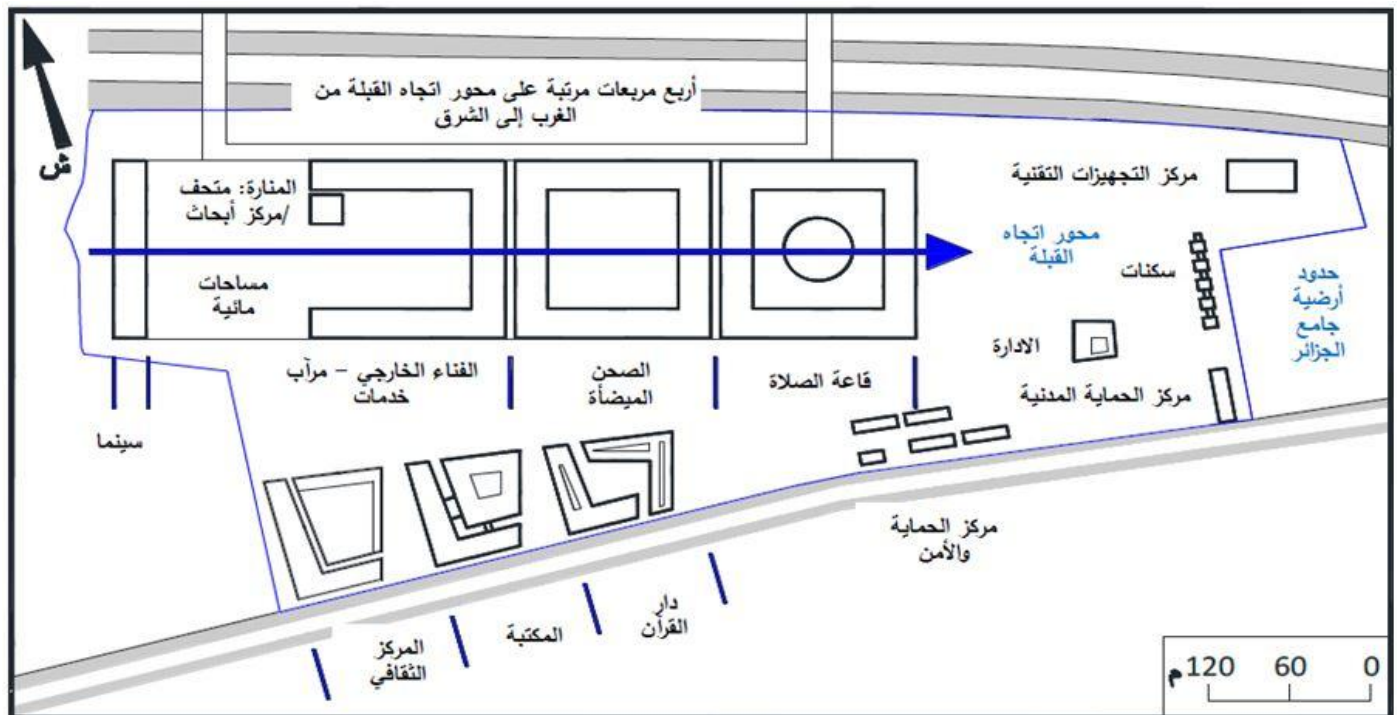 أربع مربعات مرتبة على محور اتجاه القبلة من
الغرب إلى الشرق
ش
المنارة: متحف
/مركز أبحاث
مساحات
مائية
محور اتجاه
القبلة
مركز التجهيزات التقنية
سكنات
حدود
أرضية
جامع
الجزائر
الادارة
مركز الحماية المدنية
قاعة الصلاة
الصحن
الميضأة
الفناء الخارجي – مرآب
خدمات
سينما
مركز الحماية
والأمن
دار
القرآن
المكتبة
المركز
الثقافي
م 120 60 0